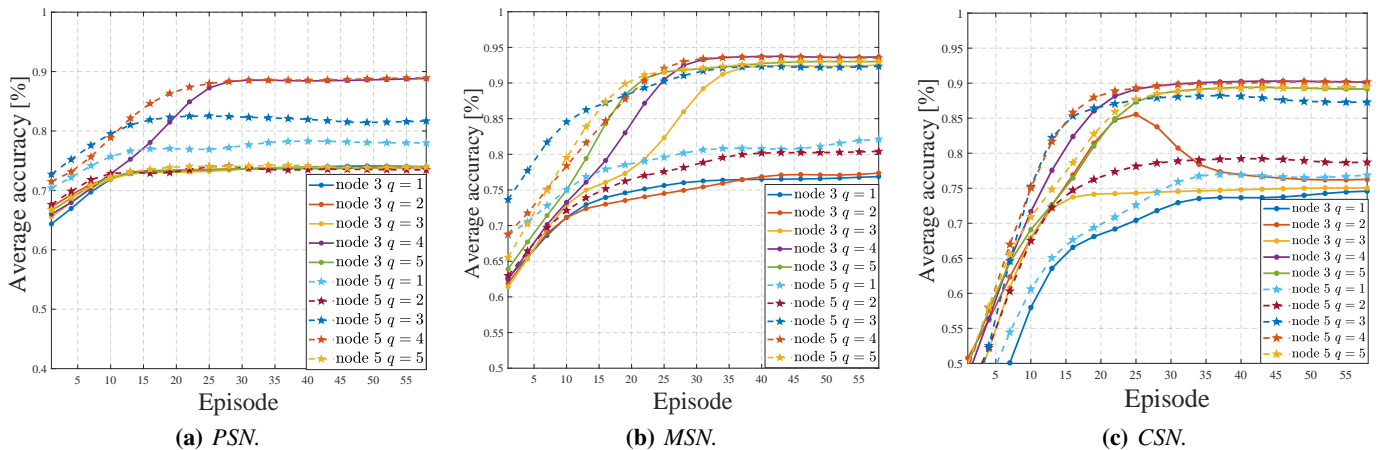 Average accuracy [%]
1
0.9
0.8
0.7
0.6
0.4
5 10 15 20 25 30 35 40 45 50 55
Episode
node 3 q = 1
node 3 q = 2
node 3 q = 3
node 3 q = 4
node 3 q = 5
node 5 q = 1
node 5 q = 2
node 5 q = 3
node 5 q = 4
node 5 q = 5
(a) PSN.
Average accuracy [%]
1
0.95
0.9
0.85
0.8
0.75
0.7
0.65
0.6
0.55
0.5
5 10 15 20 25 30 35 40 45 50 55
Episode
node 3 q = 1
node 3 q = 2
node 3 q = 3
node 3 q = 4
node 3 q = 5
node 5 q = 1
node 5 q = 2
node 5 q = 3
node 5 q = 4
node 5 q = 5
(b) MSN.
Average accuracy [%]
1
0.95
0.9
0.85
0.8
0.75
0.7
0.65
0.6
0.55
0.5
5 10 15 20 25 30 35 40 45 50 55
Episode
node 3 q = 1
node 3 q = 2
node 3 q = 3
node 3 q = 4
node 3 q = 5
node 5 q = 1
node 5 q = 2
node 5 q = 3
node 5 q = 4
node 5 q = 5
(c) CSN.